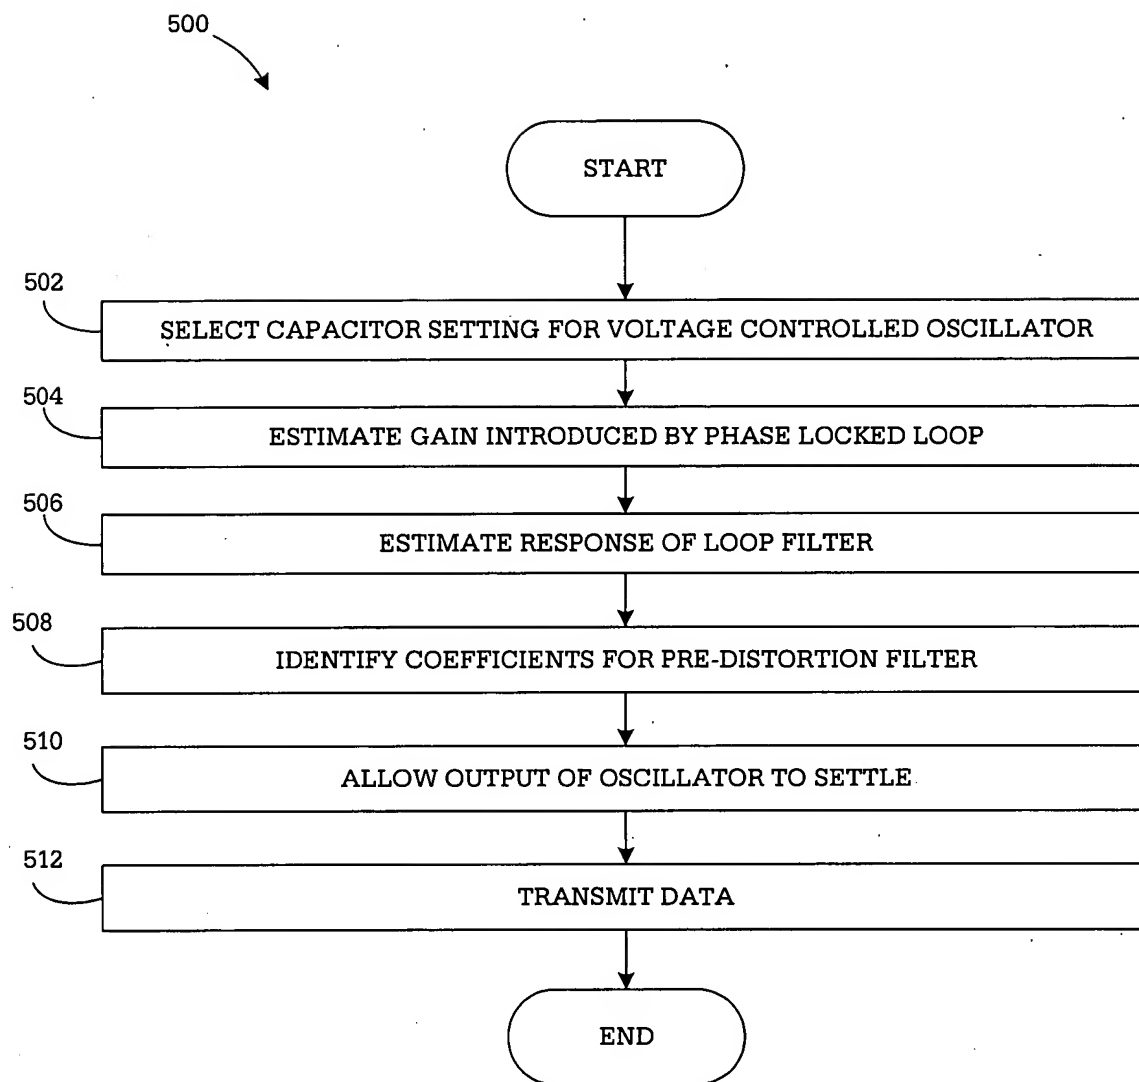 500
START
502
SELECT CAPACITOR SETTING FOR VOLTAGE CONTROLLED OSCILLATOR
504
ESTIMATE GAIN INTRODUCED BY PHASE LOCKED LOOP
506
ESTIMATE RESPONSE OF LOOP FILTER
508
IDENTIFY COEFFICIENTS FOR PRE-DISTORTION FILTER
510
ALLOW OUTPUT OF OSCILLATOR TO SETTLE
512
TRANSMIT DATA
END